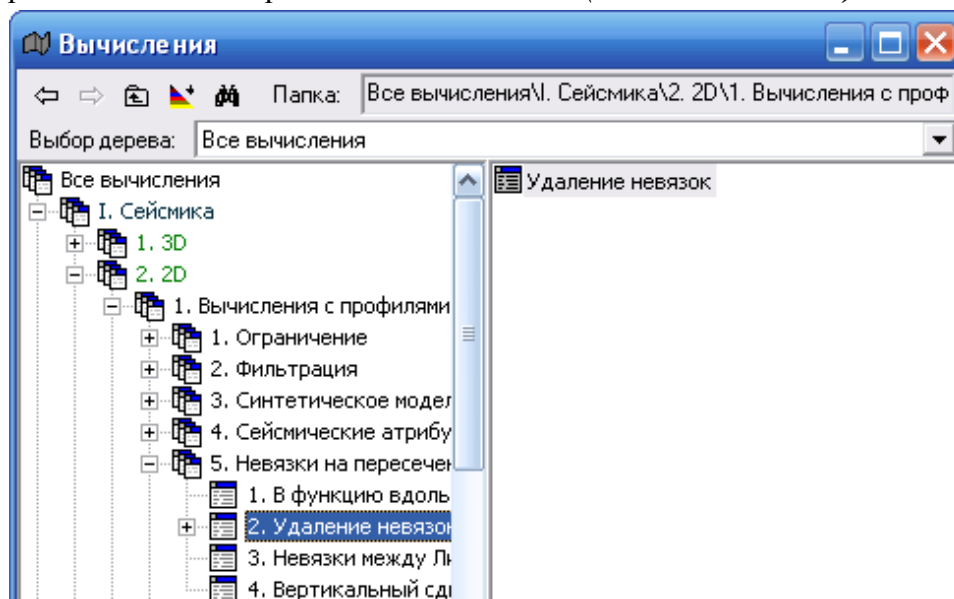 Вычисления
Папка: Все вычисления\I. Сейсмика\2. 2D\1. Вычисления с проф
Выбор дерева: Все вычисления
Все вычисления
I. Сейсмика
1. 3D
2. 2D
1. Вычисления с профилями
1. Ограничение
2. Фильтрация
3. Синтетическое модел
4. Сейсмические атрибу
5. Невязки на пересечен
1. В функцию вдоль
2. Удаление невязок
3. Невязки между Ли
4. Вертикальный сдв
Удаление невязок